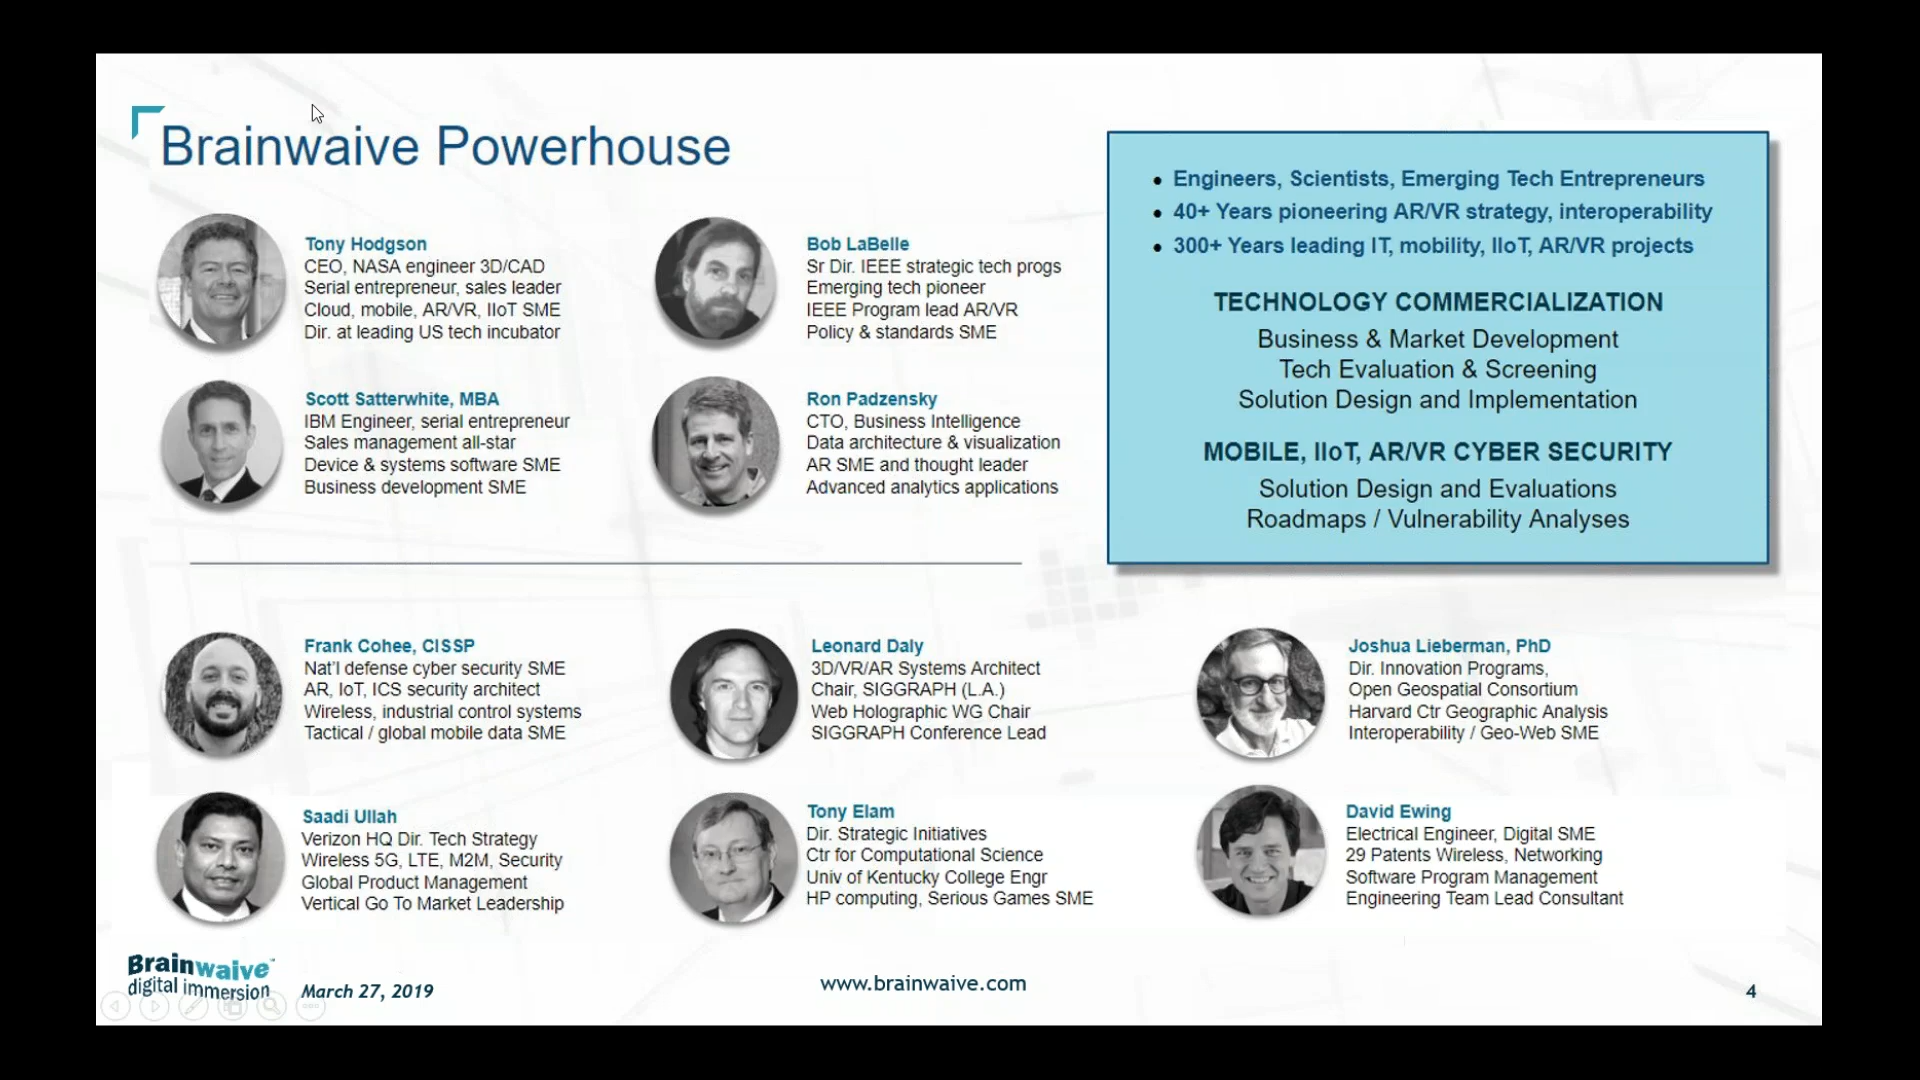 Brainwaive Powerhouse
Tony Hodgson
CEO, NASA engineer 3D/CAD
Serial entrepreneur, sales leader
Cloud, mobile, AR/VR, IIoT SME
Dir. at leading US tech incubator
Bob LaBelle
Sr Dir. IEEE strategic tech progs
Emerging tech pioneer
IEEE Program lead AR/VR
Policy & standards SME
Scott Satterwhite, MBA
IBM Engineer, serial entrepreneur
Sales management all-star
Device & systems software SME
Business development SME
Ron Padzensky
CTO, Business Intelligence
Data architecture & visualization
AR SME and thought leader
Advanced analytics applications
• Engineers, Scientists, Emerging Tech Entrepreneurs
• 40+ Years pioneering AR/VR strategy, interoperability
• 300+ Years leading IT, mobility, IIoT, AR/VR projects
TECHNOLOGY COMMERCIALIZATION
Business & Market Development
Tech Evaluation & Screening
Solution Design and Implementation
MOBILE, IIoT, AR/VR CYBER SECURITY
Solution Design and Evaluations
Roadmaps / Vulnerability Analyses
Frank Cohee, CISSP
Nat'l defense cyber security SME
AR, IoT, ICS security architect
Wireless, industrial control systems
Tactical / global mobile data SME
Leonard Daly
3D/VR/AR Systems Architect
Chair, SIGGRAPH (L.A.)
Web Holographic WG Chair
SIGGRAPH Conference Lead
Joshua Lieberman, PhD
Dir. Innovation Programs,
Open Geospatial Consortium
Harvard Ctr Geographic Analysis
Interoperability / Geo-Web SME
Saadi Ullah
Verizon HQ Dir. Tech Strategy
Wireless 5G, LTE, M2M, Security
Global Product Management
Vertical Go To Market Leadership
Tony Elam
Dir. Strategic Initiatives
Ctr for Computational Science
Univ of Kentucky College Engr
HP computing, Serious Games SME
David Ewing
Electrical Engineer, Digital SME
29 Patents Wireless, Networking
Software Program Management
Engineering Team Lead Consultant
Brainwaive™
digital immersion
March 27, 2019
www.brainwaive.com
4